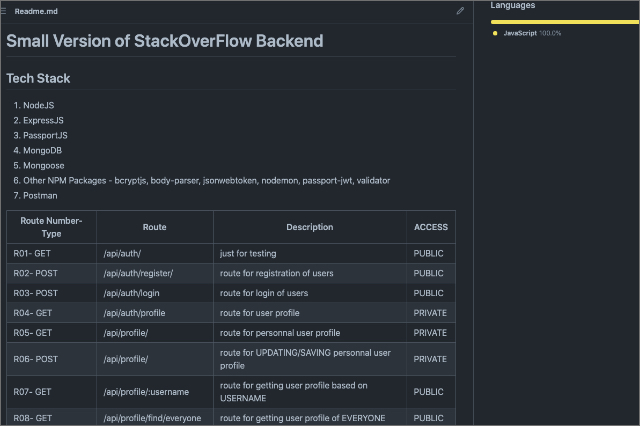 Readme.md
Small Version of StackOverFlow Backend
Tech Stack
1. NodeJS
2. ExpressJS
3. PassportJS
4. MongoDB
5. Mongoose
6. Other NPM Packages - bcryptjs, body-parser, jsonwebtoken, nodemon, passport-jwt, validator
7. Postman
Route Number-Type Route Description ACCESS
R01- GET /api/auth/ just for testing PUBLIC
R02- POST /api/auth/register/ route for registration of users PUBLIC
R03- POST /api/auth/login route for login of users PUBLIC
R04- GET /api/auth/profile route for user profile PRIVATE
R05- GET /api/profile/ route for personnal user profile PRIVATE
R06- POST /api/profile/ route for UPDATING/SAVING personnal user profile PRIVATE
R07- GET /api/profile/:username route for getting user profile based on USERNAME PUBLIC
R08- GET /api/profile/find/everyone route for getting user profile of EVERYONE PUBLIC
Languages
JavaScript 100.0%